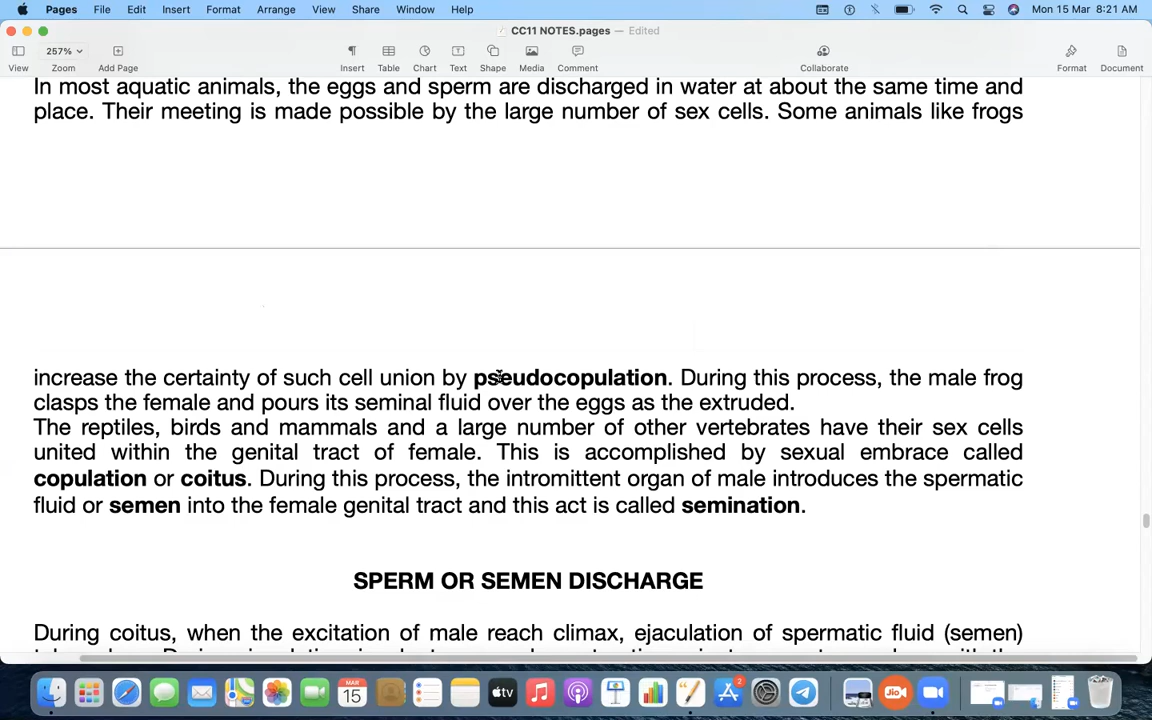 Pages File Edit Insert Format Arrange View Share Window Help Mon 15 Mar 8:21 AM
CC11 NOTES.pages — Edited
257%
View Zoom Add Page Insert Table Chart Text Shape Media Comment Collaborate Format Document
In most aquatic animals, the eggs and sperm are discharged in water at about the same time and
place. Their meeting is made possible by the large number of sex cells. Some animals like frogs
increase the certainty of such cell union by pseudocopulation. During this process, the male frog
clasps the female and pours its seminal fluid over the eggs as the extruded.
The reptiles, birds and mammals and a large number of other vertebrates have their sex cells
united within the genital tract of female. This is accomplished by sexual embrace called
copulation or coitus. During this process, the intromittent organ of male introduces the spermatic
fluid or semen into the female genital tract and this act is called semination.
SPERM OR SEMEN DISCHARGE
During coitus, when the excitation of male reach climax, ejaculation of spermatic fluid (semen)
MAR
15
tv
2
Jio